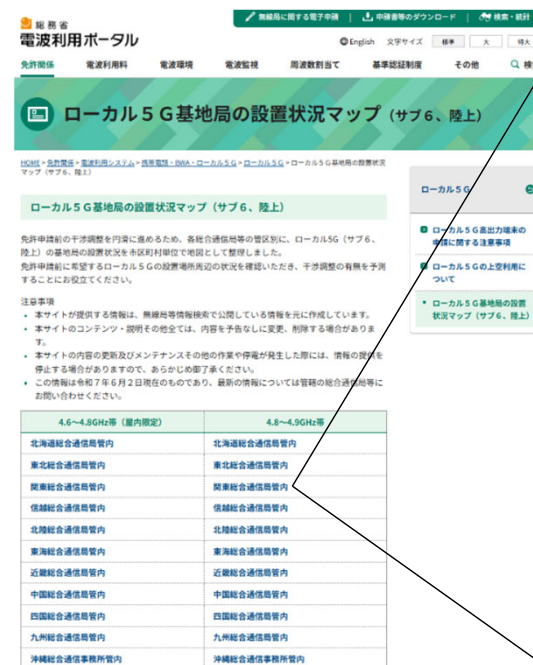 無線局に関する電子申請 | 申請書等のダウンロード | 検索・統計
総務省
電波利用ポータル
English 文字サイズ 標準 大 特大
免許関係 電波利用料 電波環境 電波監視 周波数割当て 基準認証制度 その他 検
ローカル5G基地局の設置状況マップ（サブ6、陸上）
HOME > 免許関係 > 電波利用システム > 携帯電話・BWA・ローカル5G > ローカル5G > ローカル5G基地局の設置状況
マップ（サブ6、陸上）
ローカル5G基地局の設置状況マップ（サブ6、陸上）
免許申請前の干渉調整を円滑に進めるため、各総合通信局等の管区別に、ローカル5G（サブ6、
陸上）の基地局の設置状況を市区町村単位で地図として整理しました。
免許申請前に希望するローカル5Gの設置場所周辺の状況を確認いただき、干渉調整の有無を予測
することにお役立てください。
注意事項
・ 本サイトが提供する情報は、無線局等情報検索で公開している情報を元に作成しています。
・ 本サイトのコンテンツ・説明その他全ては、内容を予告なしに変更、削除する場合がありま
す。
・ 本サイトの内容の更新及びメンテナンスその他の作業や停電が発生した際には、情報の提供を
停止する場合がありますので、あらかじめ御了承ください。
・ この情報は令和7年6月2日現在のものであり、最新の情報については管轄の総合通信局等に
お問い合わせください。
4.6～4.8GHz帯（屋内限定） 4.8～4.9GHz帯
北海道総合通信局管内 北海道総合通信局管内
東北総合通信局管内 東北総合通信局管内
関東総合通信局管内 関東総合通信局管内
信越総合通信局管内 信越総合通信局管内
北陸総合通信局管内 北陸総合通信局管内
東海総合通信局管内 東海総合通信局管内
近畿総合通信局管内 近畿総合通信局管内
中国総合通信局管内 中国総合通信局管内
四国総合通信局管内 四国総合通信局管内
九州総合通信局管内 九州総合通信局管内
沖縄総合通信事務所管内 沖縄総合通信事務所管内
ローカル5G
ローカル5G高出力端末の
申請に関する注意事項
ローカル5Gの上空利用に
ついて
・ ローカル5G基地局の設置
状況マップ（サブ6、陸上）